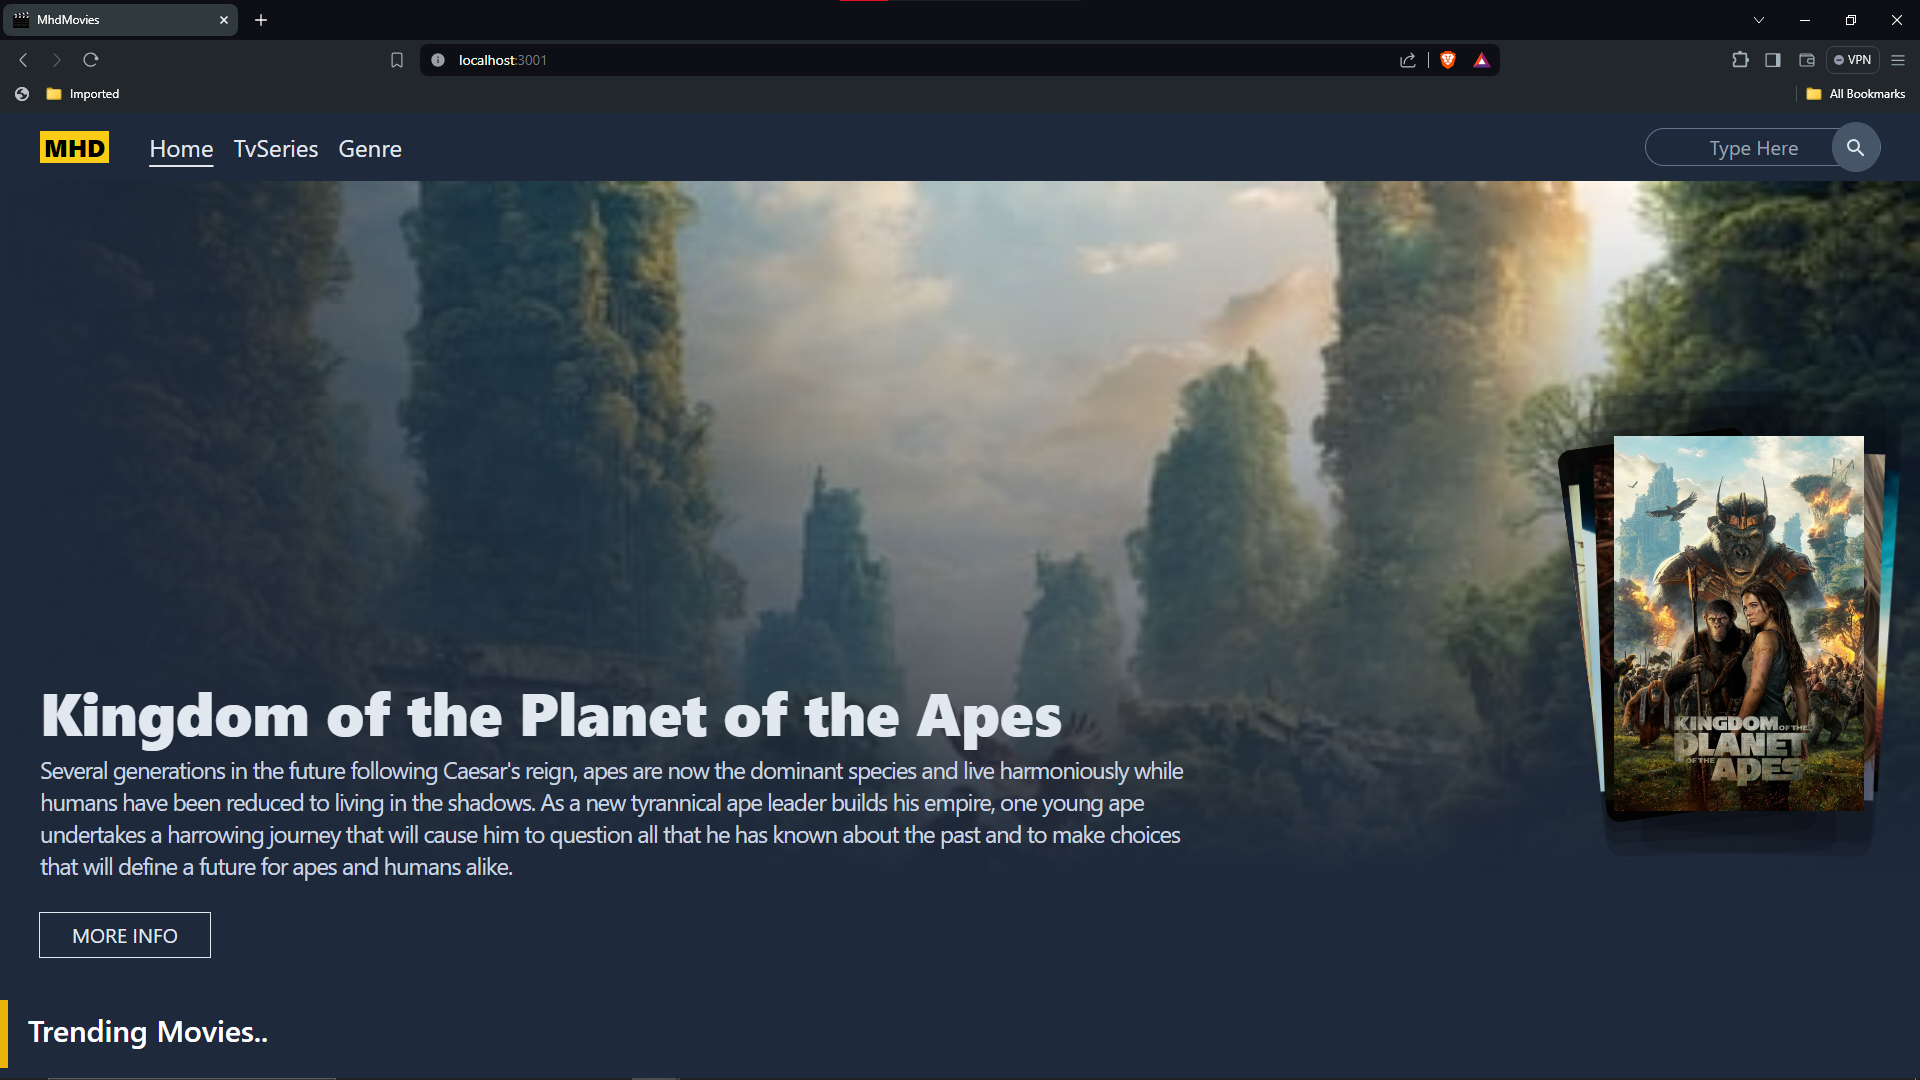 MhdMovies
localhost:3001
VPN
Imported
All Bookmarks
MHD
Home
TvSeries
Genre
Type Here
KINGDOM OF THE
PLANET
OF THE APES
Kingdom of the Planet of the Apes
Several generations in the future following Caesar's reign, apes are now the dominant species and live harmoniously while
humans have been reduced to living in the shadows. As a new tyrannical ape leader builds his empire, one young ape
undertakes a harrowing journey that will cause him to question all that he has known about the past and to make choices
that will define a future for apes and humans alike.
MORE INFO
Trending Movies..